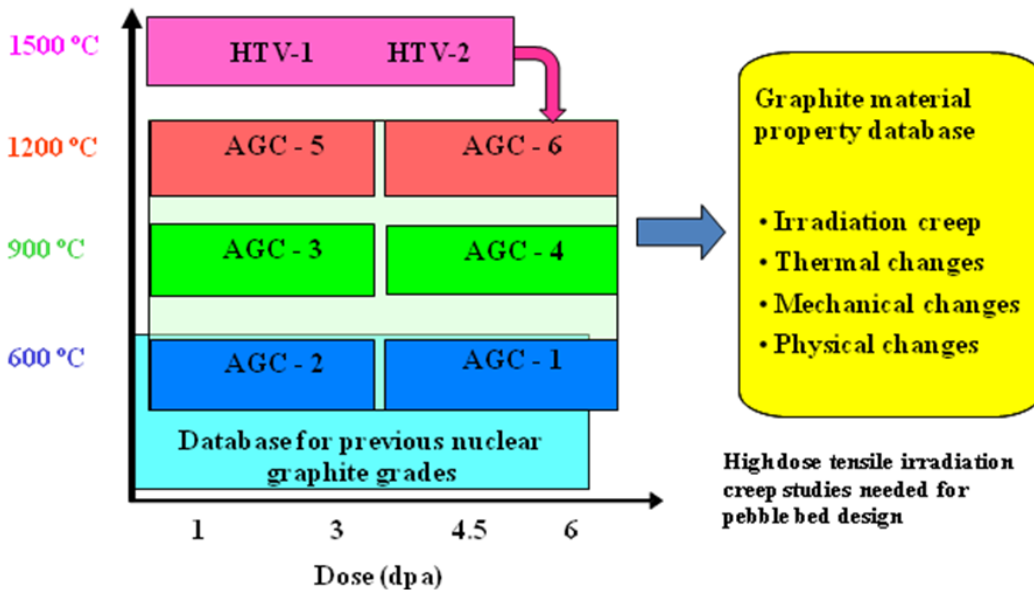 1500 °C
HTV-1 HTV-2
1200 °C
AGC - 5 AGC - 6
900 °C
AGC - 3 AGC - 4
600 °C
AGC - 2 AGC - 1
Database for previous nuclear
graphite grades
1 3 4.5 6
Dose (dpa)
Graphite material
property database
• Irradiation creep
• Thermal changes
• Mechanical changes
• Physical changes
High dose tensile irradiation
creep studies needed for
pebble bed design